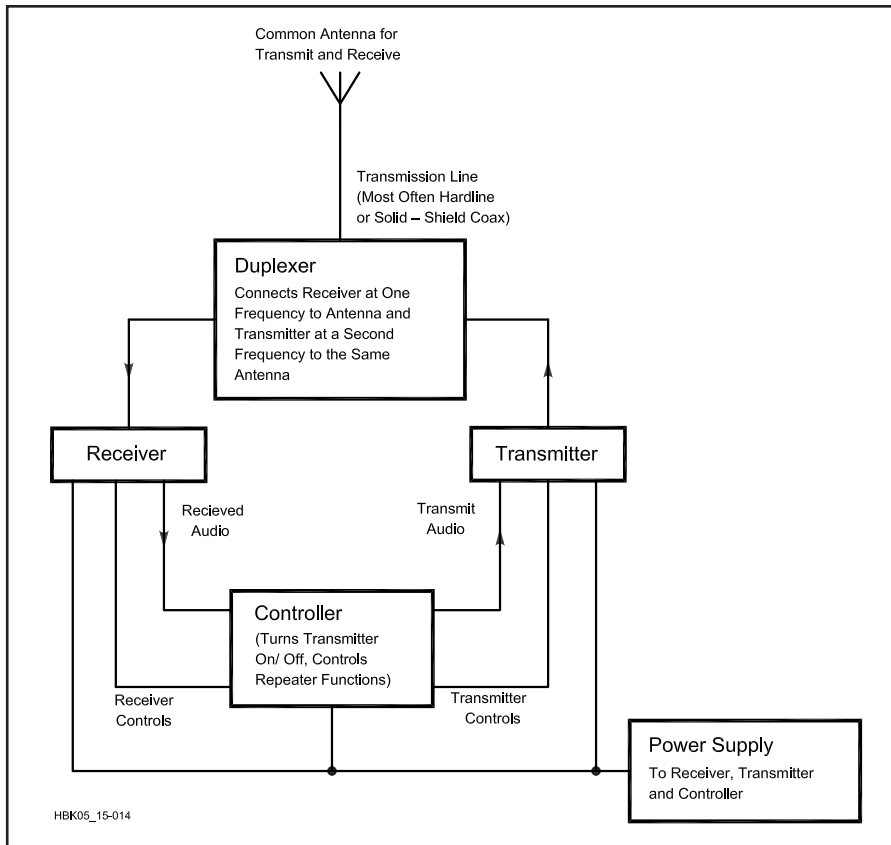 Common Antenna for
Transmit and Receive
Transmission Line
(Most Often Hardline
or Solid – Shield Coax)
Duplexer
Connects Receiver at One
Frequency to Antenna and
Transmitter at a Second
Frequency to the Same
Antenna
Receiver
Transmitter
Recieved
Audio
Transmit
Audio
Controller
(Turns Transmitter
On/ Off, Controls
Repeater Functions)
Receiver
Controls
Transmitter
Controls
Power Supply
To Receiver, Transmitter
and Controller
HBK05_15-014